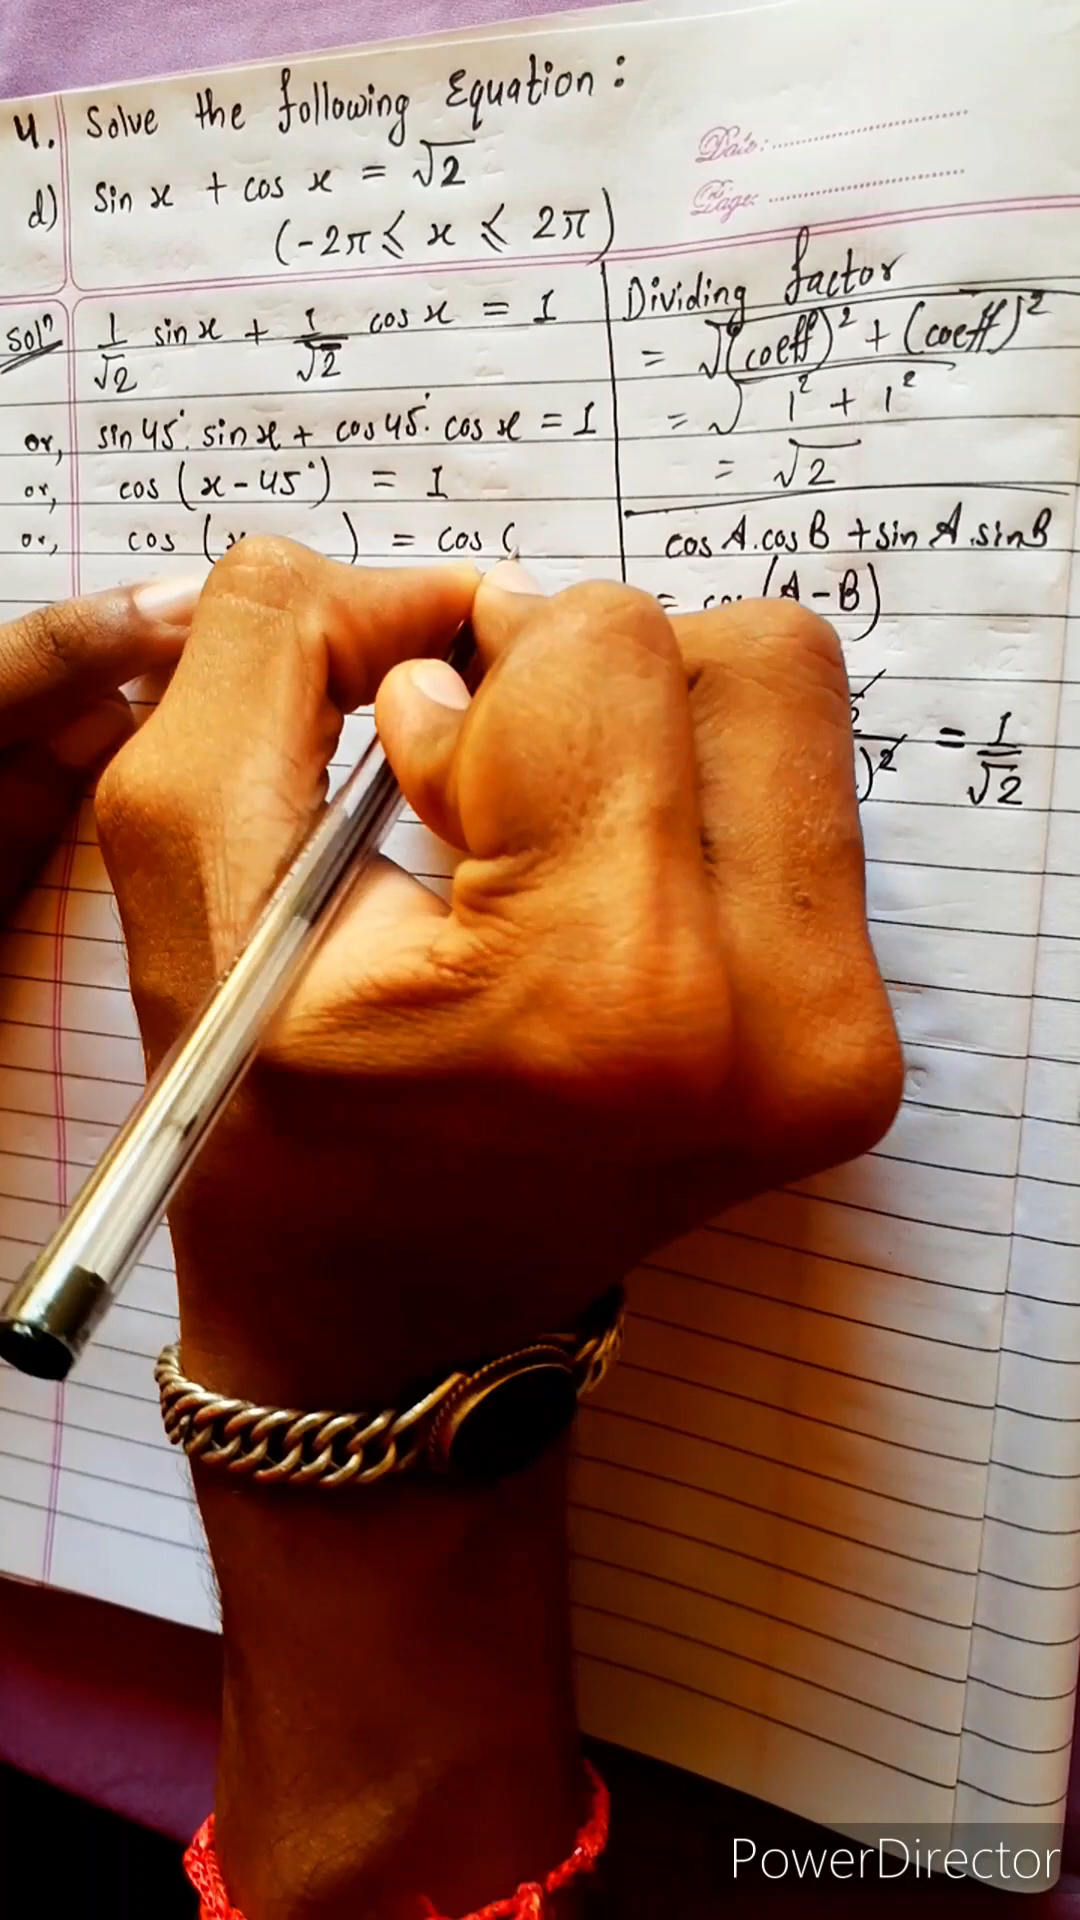 4. Solve the following Equation :
d) sin x + cos x = √2
(-2π ⩽ x ⩽ 2π)
Date:
Page:
Solⁿ 1/√2 sin x + 1/√2 cos x = 1
or, sin 45°. sin x + cos 45°. cos x = 1
or, cos (x - 45°) = 1
or, cos ( ) = cos (
Dividing factor
= √(coeff)² + (coeff)²
= √1² + 1²
= √2
cos A. cos B + sin A. sin B
= cos (A - B)
)² = 1/√2
PowerDirector